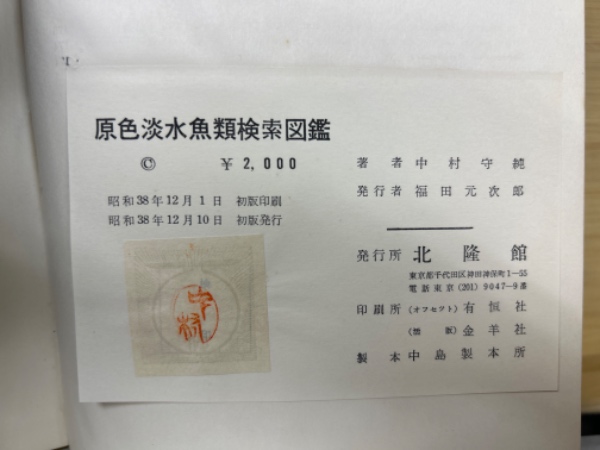 原色淡水魚類検索図鑑
© ¥ 2,000
昭和38年12月1日 初版印刷
昭和38年12月10日 初版発行
中村
著者 中村守純
発行者 福田元次郎
発行所 北隆館
東京都千代田区神田神保町1-55
電話東京(201)9047-9番
印刷所 (オフセット) 有恒社
金羊社
製本 中島製本所